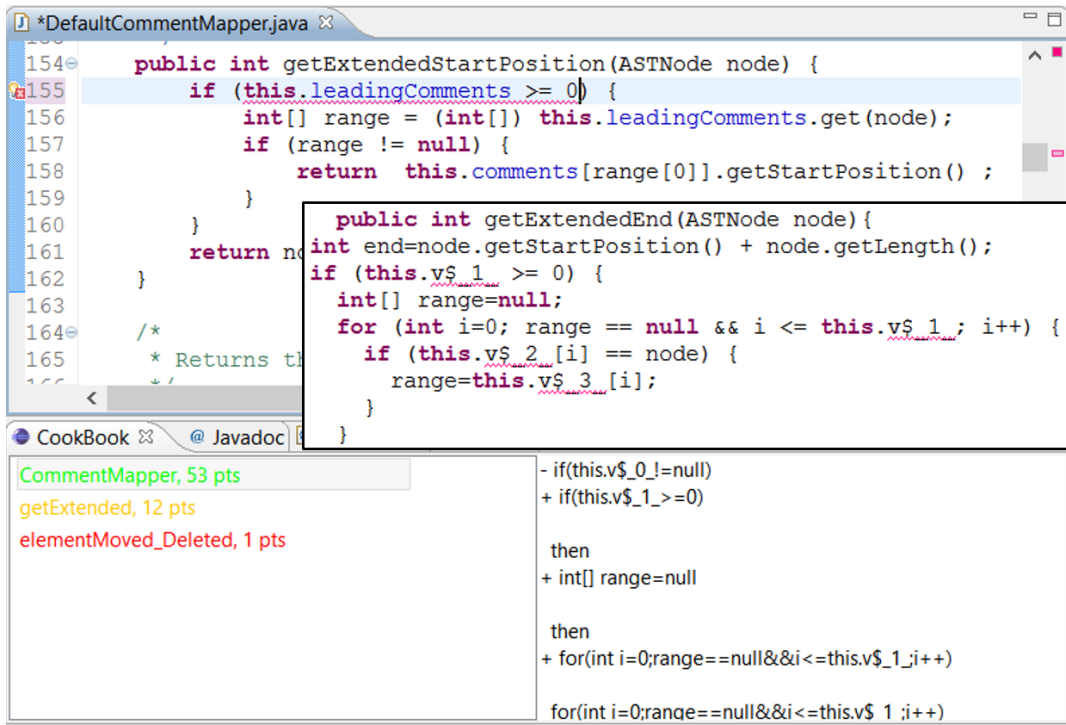 *DefaultCommentMapper.java
154 public int getExtendedStartPosition(ASTNode node) {
155 if (this.leadingComments >= 0) {
156 int[] range = (int[]) this.leadingComments.get(node);
157 if (range != null) {
158 return this.comments[range[0]].getStartPosition() ;
159 }
160 }
161 return no
162 }
163
164 /*
165 * Returns th
*/
public int getExtendedEnd(ASTNode node){
int end=node.getStartPosition() + node.getLength();
if (this.v$_1_ >= 0) {
int[] range=null;
for (int i=0; range == null && i <= this.v$_1_; i++) {
if (this.v$_2_[i] == node) {
range=this.v$_3_[i];
}
}
CookBook @ Javadoc
CommentMapper, 53 pts
getExtended, 12 pts
elementMoved_Deleted, 1 pts
- if(this.v$_0_!=null)
+ if(this.v$_1_>=0)
then
+ int[] range=null
then
+ for(int i=0;range==null&&i<=this.v$_1_;i++)
for(int i=0;range==null&&i<=this.v$_1_;i++)